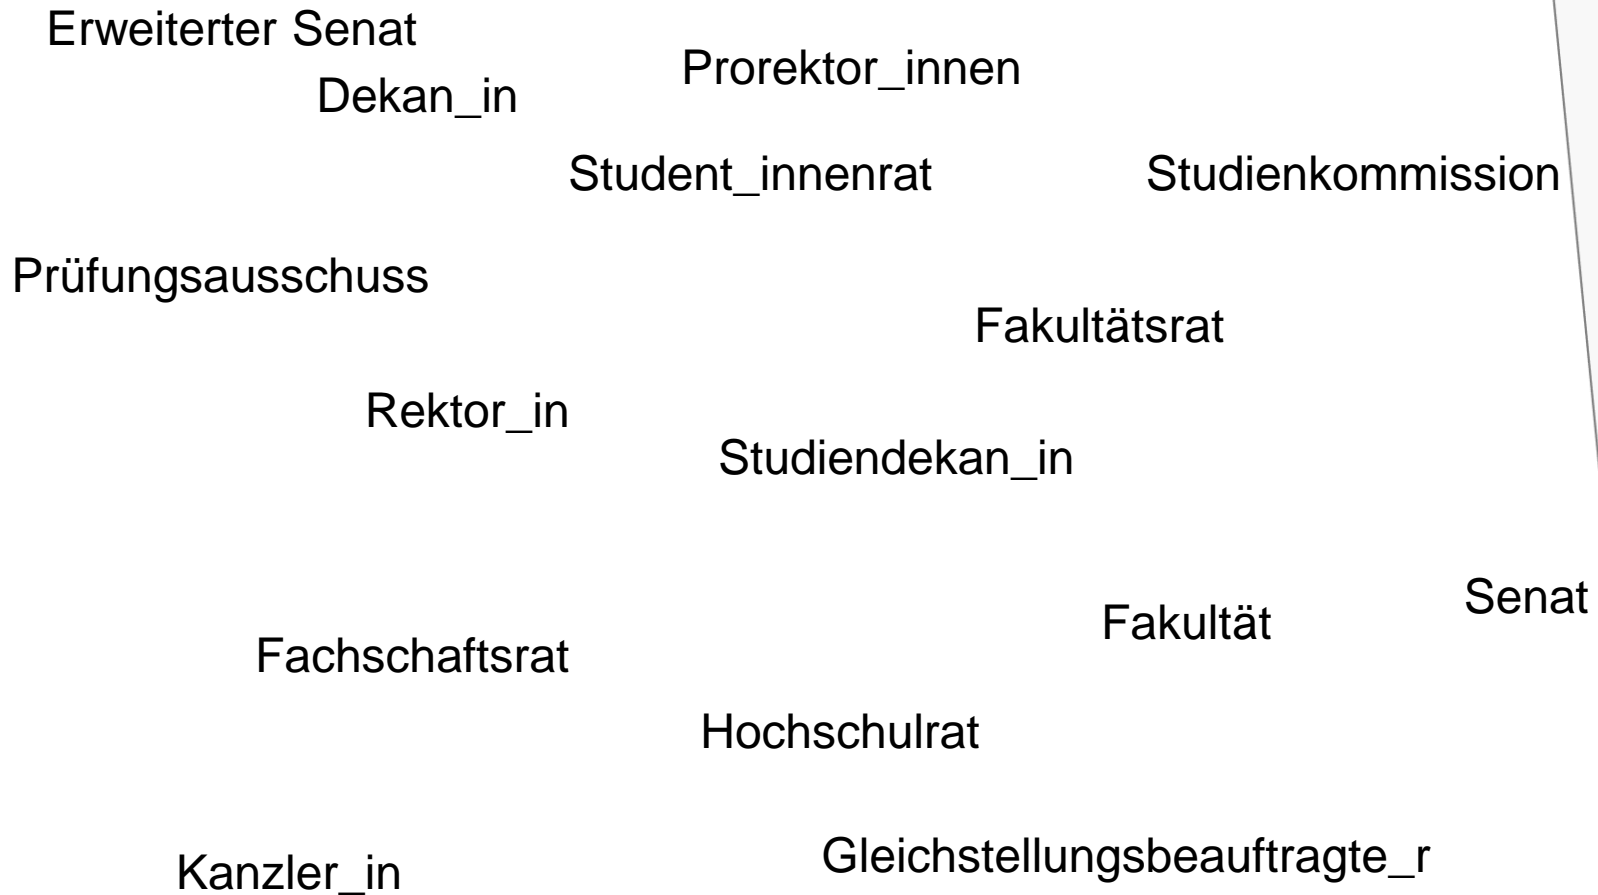 Erweiterter Senat
Prorektor_innen
Dekan_in
Student_innenrat
Studienkommission
Prüfungsausschuss
Fakultätsrat
Rektor_in
Studiendekan_in
Senat
Fakultät
Fachschaftsrat
Hochschulrat
Gleichstellungsbeauftragte_r
Kanzler_in